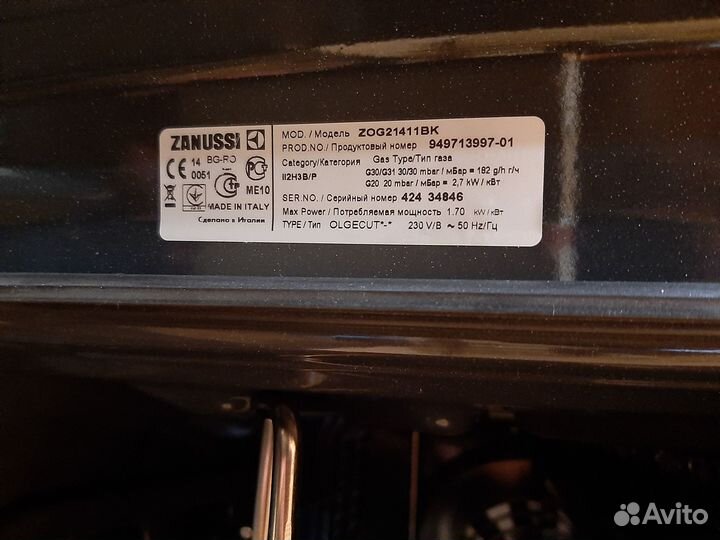 ZANUSSI
CE 14 BG-RO
0051
ME10
MADE IN ITALY
Сделано в Италии
MOD. / Модель ZOG21411BK
PROD.NO. / Продуктовый номер 949713997-01
Category/Категория Gas Type/Тип газа
II2H3B/P G30/G31 30/30 mbar / мБар = 182 g/h г/ч
G20 20 mbar / мБар = 2,7 kW / кВт
SER.NO. / Серийный номер 424 34846
Max Power / Потребляемая мощность 1.70 kW / кВт
TYPE / Тип OLGECUT*-* 230 V/В ~ 50 Hz/Гц
Avito